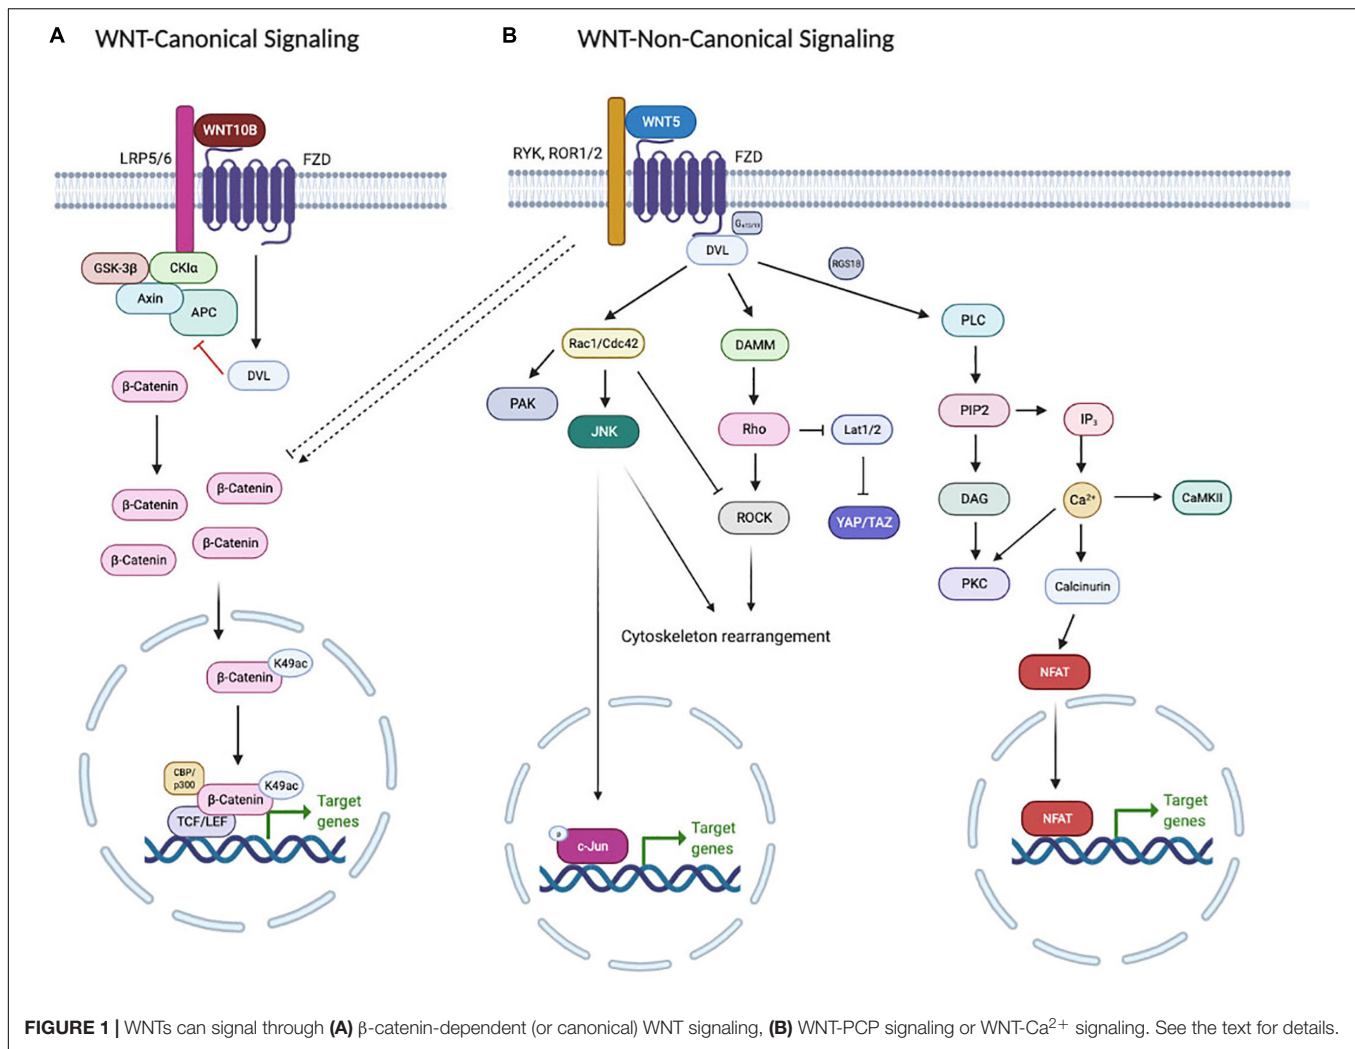 A WNT-Canonical Signaling
WNT10B
LRP5/6
FZD
GSK-3β
CKlα
Axin
APC
DVL
β-Catenin
β-Catenin
β-Catenin
β-Catenin
β-Catenin
β-Catenin
K49ac
CBP/
p300
β-Catenin
K49ac
TCF/LEF
Target
genes
B WNT-Non-Canonical Signaling
WNT5
RYK, ROR1/2
FZD
Gα12/13
DVL
RGS18
Rac1/Cdc42
DAMM
PLC
PAK
JNK
Rho
Lat1/2
PIP2
IP3
ROCK
YAP/TAZ
DAG
Ca2+
CaMKII
PKC
Calcinurin
Cytoskeleton rearrangement
NFAT
P
c-Jun
Target
genes
NFAT
Target
genes
FIGURE 1 | WNTs can signal through (A) β-catenin-dependent (or canonical) WNT signaling, (B) WNT-PCP signaling or WNT-Ca2+ signaling. See the text for details.